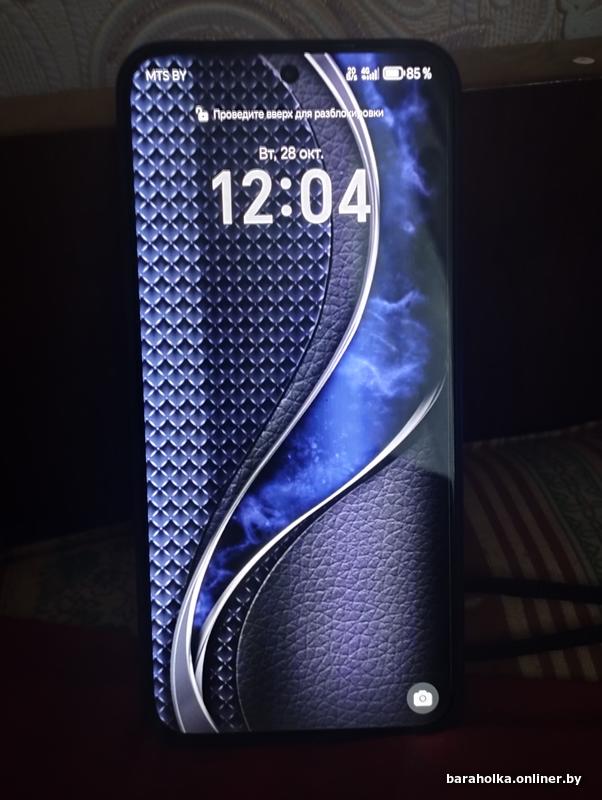 MTS BY 85 %
Проведите вверх для разблокировки
Вт, 28 окт.
12:04
baraholka.onliner.by